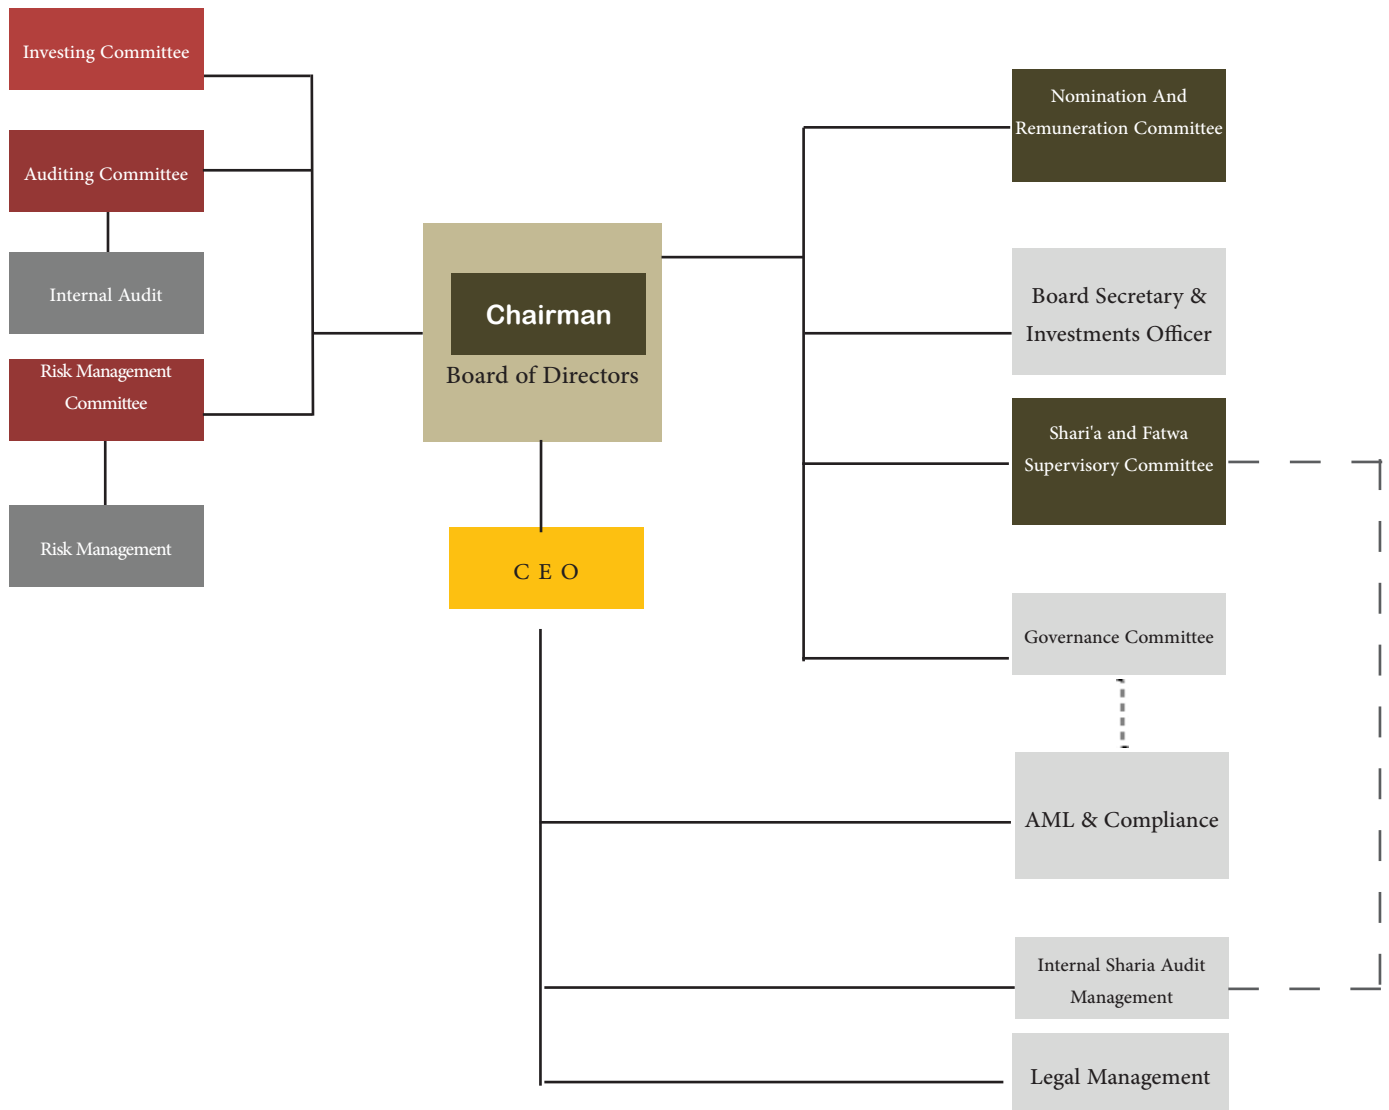 Investing Committee
Auditing Committee
Internal Audit
Risk Management
Committee
Risk Management
Chairman
Board of Directors
C E O
Nomination And
Remuneration Committee
Board Secretary &
Investments Officer
Shari'a and Fatwa
Supervisory Committee
Governance Committee
AML & Compliance
Internal Sharia Audit
Management
Legal Management